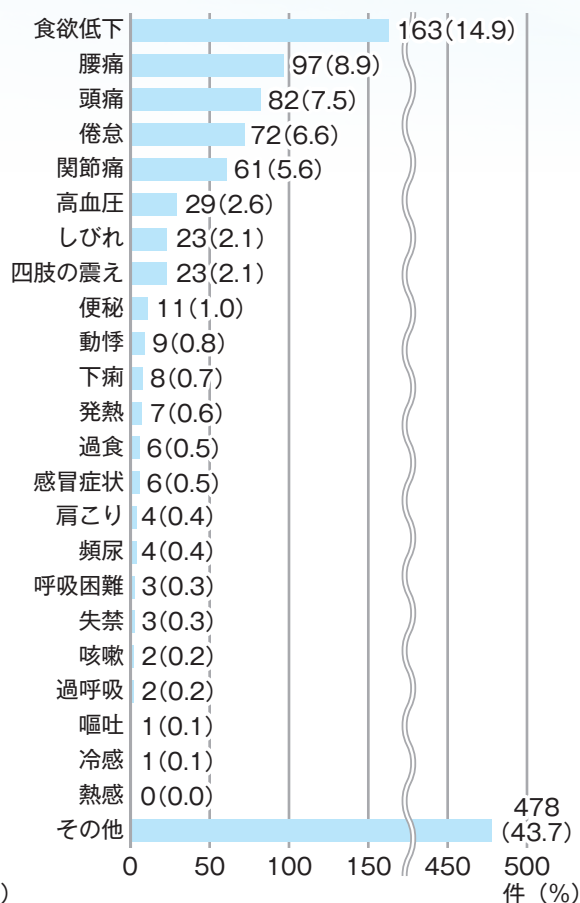 食欲低下 163(14.9)
腰痛 97(8.9)
頭痛 82(7.5)
倦怠 72(6.6)
関節痛 61(5.6)
高血圧 29(2.6)
しびれ 23(2.1)
四肢の震え 23(2.1)
便秘 11(1.0)
動悸 9(0.8)
下痢 8(0.7)
発熱 7(0.6)
過食 6(0.5)
感冒症状 6(0.5)
肩こり 4(0.4)
頻尿 4(0.4)
呼吸困難 3(0.3)
失禁 3(0.3)
咳嗽 2(0.2)
過呼吸 2(0.2)
嘔吐 1(0.1)
冷感 1(0.1)
熱感 0(0.0)
その他 478
(43.7)
0 50 100 150 450 500
) 件(%)